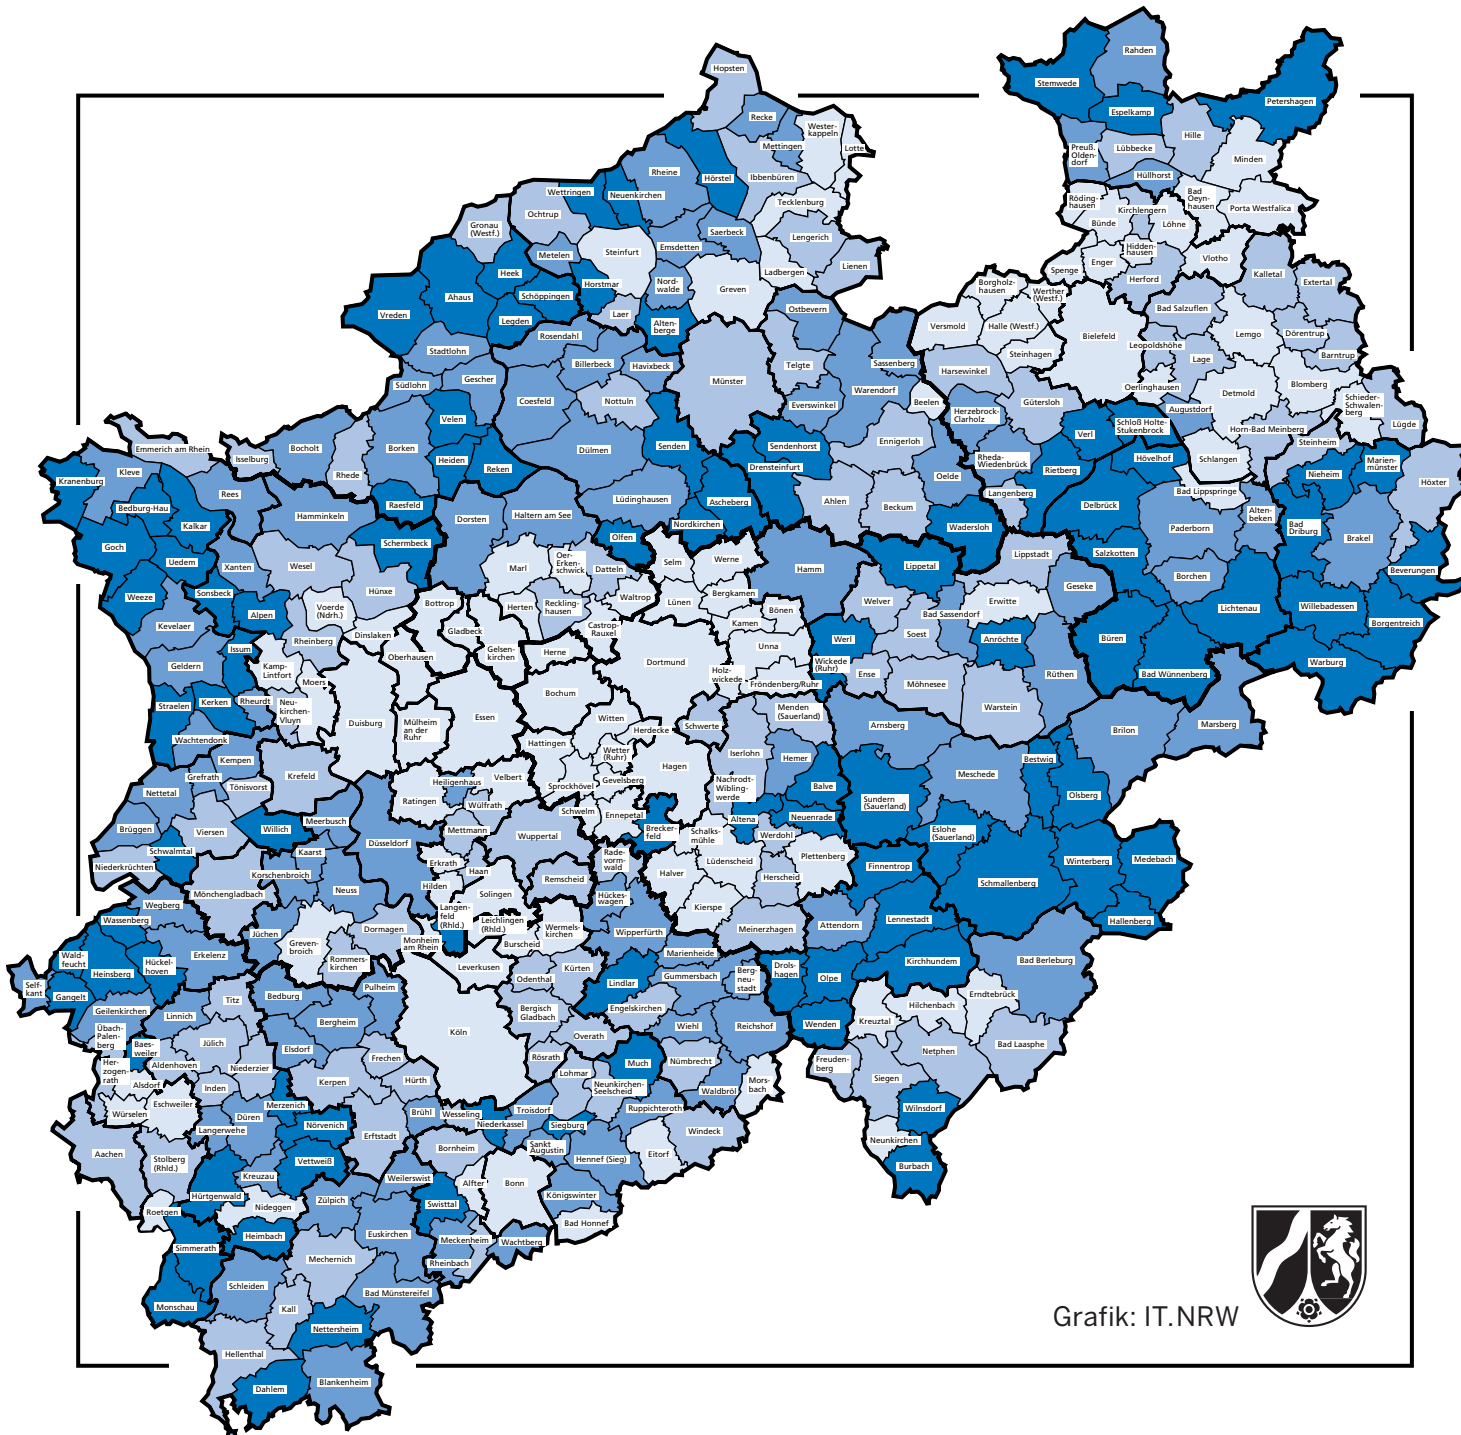 Rahden
Hopsten
Stemwede
Petershagen
Espelkamp
Recke
Wester-
kappeln
Hille
Mettingen
Lotte
Preuß.
Olden-
dorf
Lübbecke
Minden
Rheine
Hörstel
Ibbenbüren
Hüllhorst
Wettringen
Neuenkirchen
Tecklenburg
Röding-
hausen
Bad
Oeyn-
hausen
Porta Westfalica
Ochtrup
Kirchlengern
Gronau
(Westf.)
Saerbeck
Bünde
Löhne
Lengerich
Emsdetten
Hidden-
hausen
Metelen
Steinfurt
Enger
Vlotho
Lienen
Ladbergen
Spenge
Herford
Kalletal
Extertal
Heek
Horstmar
Nord-
walde
Greven
Borgholz-
hausen
Werther
(Westf.)
Ahaus
Schöppingen
Ostbevern
Bad Salzuflen
Vreden
Legden
Laer
Alten-
berge
Versmold
Halle (Westf.)
Bielefeld
Lemgo
Dörentrup
Rosendahl
Leopoldshöhe
Stadtlohn
Steinhagen
Barntrup
Billerbeck
Havixbeck
Telgte
Sassenberg
Lage
Harsewinkel
Südlohn
Gescher
Münster
Warendorf
Oerlinghausen
Detmold
Blomberg
Coesfeld
Nottuln
Everswinkel
Beelen
Gütersloh
Schieder-
Schwalen-
berg
Velen
Herzebrock-
Clarholz
Augustdorf
Lügde
Schloß Holte-
Stukenbrock
Horn-Bad Meinberg
Emmerich am Rhein
Bocholt
Borken
Dülmen
Senden
Sendenhorst
Ennigerloh
Verl
Steinheim
Isselburg
Heiden
Drensteinfurt
Rheda-
Wiedenbrück
Hövelhof
Schlangen
Marien-
münster
Kleve
Rhede
Reken
Rietberg
Nieheim
Kranenburg
Rees
Oelde
Höxter
Bedburg-Hau
Raesfeld
Lüdinghausen
Ascheberg
Ahlen
Langenberg
Bad Lippspringe
Hamminkeln
Dorsten
Haltern am See
Beckum
Delbrück
Alten-
beken
Kalkar
Nordkirchen
Wadersloh
Paderborn
Bad
Driburg
Goch
Schermbeck
Olfen
Brakel
Uedem
Oer-
Erken-
schwick
Selm
Werne
Lippstadt
Salzkotten
Xanten
Wesel
Marl
Datteln
Hamm
Lippetal
Beverungen
Borchen
Sonsbeck
Hünxe
Geseke
Weeze
Bergkamen
Welver
Erwitte
Lichtenau
Willebadessen
Alpen
Voerde
(Ndrh.)
Bottrop
Herten
Reckling-
hausen
Waltrop
Lünen
Bönen
Bad Sassendorf
Kevelaer
Castrop-
Rauxel
Kamen
Borgentreich
Dinslaken
Gladbeck
Soest
Anröchte
Rheinberg
Werl
Büren
Issum
Gelsen-
kirchen
Herne
Unna
Oberhausen
Dortmund
Wickede
(Ruhr)
Warburg
Geldern
Kamp-
Lintfort
Holz-
wickede
Ense
Rüthen
Bad Wünnenberg
Moers
Fröndenberg/Ruhr
Möhnesee
Bochum
Kerken
Rheurdt
Neu-
kirchen-
Vluyn
Straelen
Menden
(Sauerland)
Warstein
Duisburg
Mülheim
an der
Ruhr
Essen
Witten
Schwerte
Arnsberg
Marsberg
Herdecke
Brilon
Wachtendonk
Hattingen
Wetter
(Ruhr)
Iserlohn
Hemer
Kempen
Bestwig
Hagen
Grefrath
Krefeld
Heiligenhaus
Velbert
Gevelsberg
Nachrodt-
Wibling-
werde
Meschede
Nettetal
Tönisvorst
Sprockhövel
Balve
Olsberg
Ratingen
Wülfrath
Schwelm
Sundern
(Sauerland)
Ennepetal
Altena
Neuenrade
Meerbusch
Brüggen
Viersen
Willich
Mettmann
Wuppertal
Brecker-
feld
Schalks-
mühle
Werdohl
Eslohe
(Sauerland)
Düsseldorf
Schwalmtal
Kaarst
Rade-
vorm-
wald
Lüdenscheid
Plettenberg
Medebach
Niederkrüchten
Erkrath
Finnentrop
Winterberg
Korschenbroich
Haan
Remscheid
Halver
Herscheid
Schmallenberg
Mönchengladbach
Neuss
Hilden
Solingen
Hückes-
wagen
Wegberg
Langen-
feld
(Rhld.)
Kierspe
Wassenberg
Leichlingen
(Rhld.)
Wermels-
kirchen
Lennestadt
Hallenberg
Dormagen
Wipperfürth
Meinerzhagen
Attendorn
Jüchen
Greven-
broich
Monheim
am Rhein
Burscheid
Wald-
feucht
Hückel-
hoven
Erkelenz
Marienheide
Rommers-
kirchen
Leverkusen
Kürten
Drols-
hagen
Kirchhundem
Bad Berleburg
Heinsberg
Gummersbach
Berg-
neu-
stadt
Olpe
Odenthal
Self-
kant
Lindlar
Gangelt
Pulheim
Bedburg
Titz
Erndtebrück
Geilenkirchen
Linnich
Bergisch
Gladbach
Engelskirchen
Hilchenbach
Bergheim
Wiehl
Reichshof
Wenden
Kreuztal
Übach-
Palen-
berg
Köln
Overath
Baes-
weiler
Jülich
Elsdorf
Bad Laasphe
Netphen
Frechen
Rösrath
Much
Nümbrecht
Freuden-
berg
Her-
zogen-
rath
Aldenhoven
Niederzier
Lohmar
Siegen
Kerpen
Hürth
Neunkirchen-
Seelscheid
Mors-
bach
Alsdorf
Inden
Waldbröl
Merzenich
Ruppichteroth
Wilnsdorf
Würselen
Eschweiler
Düren
Brühl
Wesseling
Troisdorf
Nörvenich
Niederkassel
Siegburg
Langerwehe
Windeck
Erftstadt
Neunkirchen
Aachen
Bornheim
Sankt
Augustin
Eitorf
Stolberg
(Rhld.)
Vettweiß
Hennef (Sieg)
Burbach
Kreuzau
Weilerswist
Alfter
Bonn
Hürtgenwald
Königswinter
Zülpich
Swisttal
Roetgen
Nideggen
Bad Honnef
Heimbach
Euskirchen
Meckenheim
Wachtberg
Simmerath
Mechernich
Rheinbach
Schleiden
Bad Münstereifel
Monschau
Kall
Grafik: IT.NRW
Nettersheim
Hellenthal
Dahlem
Blankenheim